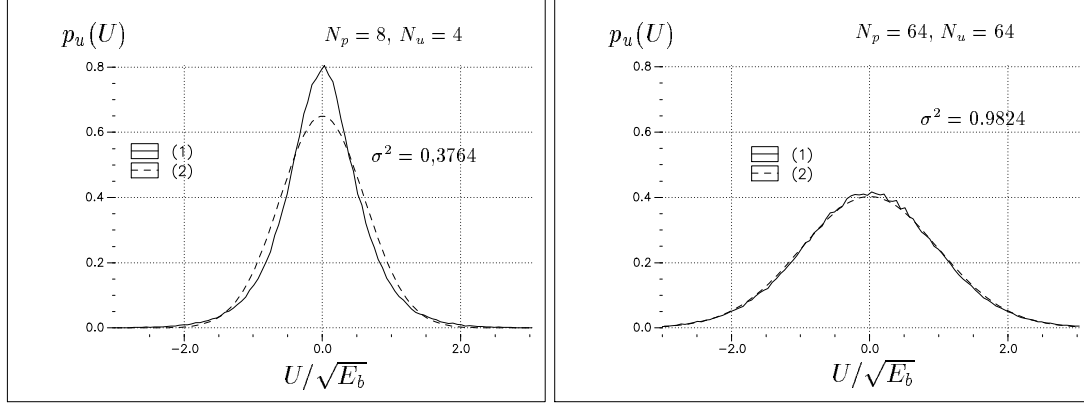 p_u(U)
N_p = 8, N_u = 4
0.8
0.6
0.4
0.2
0.0
(1)
(2)
σ² = 0,3764
−2.0 0.0 2.0
U/√E_b
p_u(U)
N_p = 64, N_u = 64
0.8
0.6
0.4
0.2
0.0
σ² = 0.9824
(1)
(2)
−2.0 0.0 2.0
U/√E_b